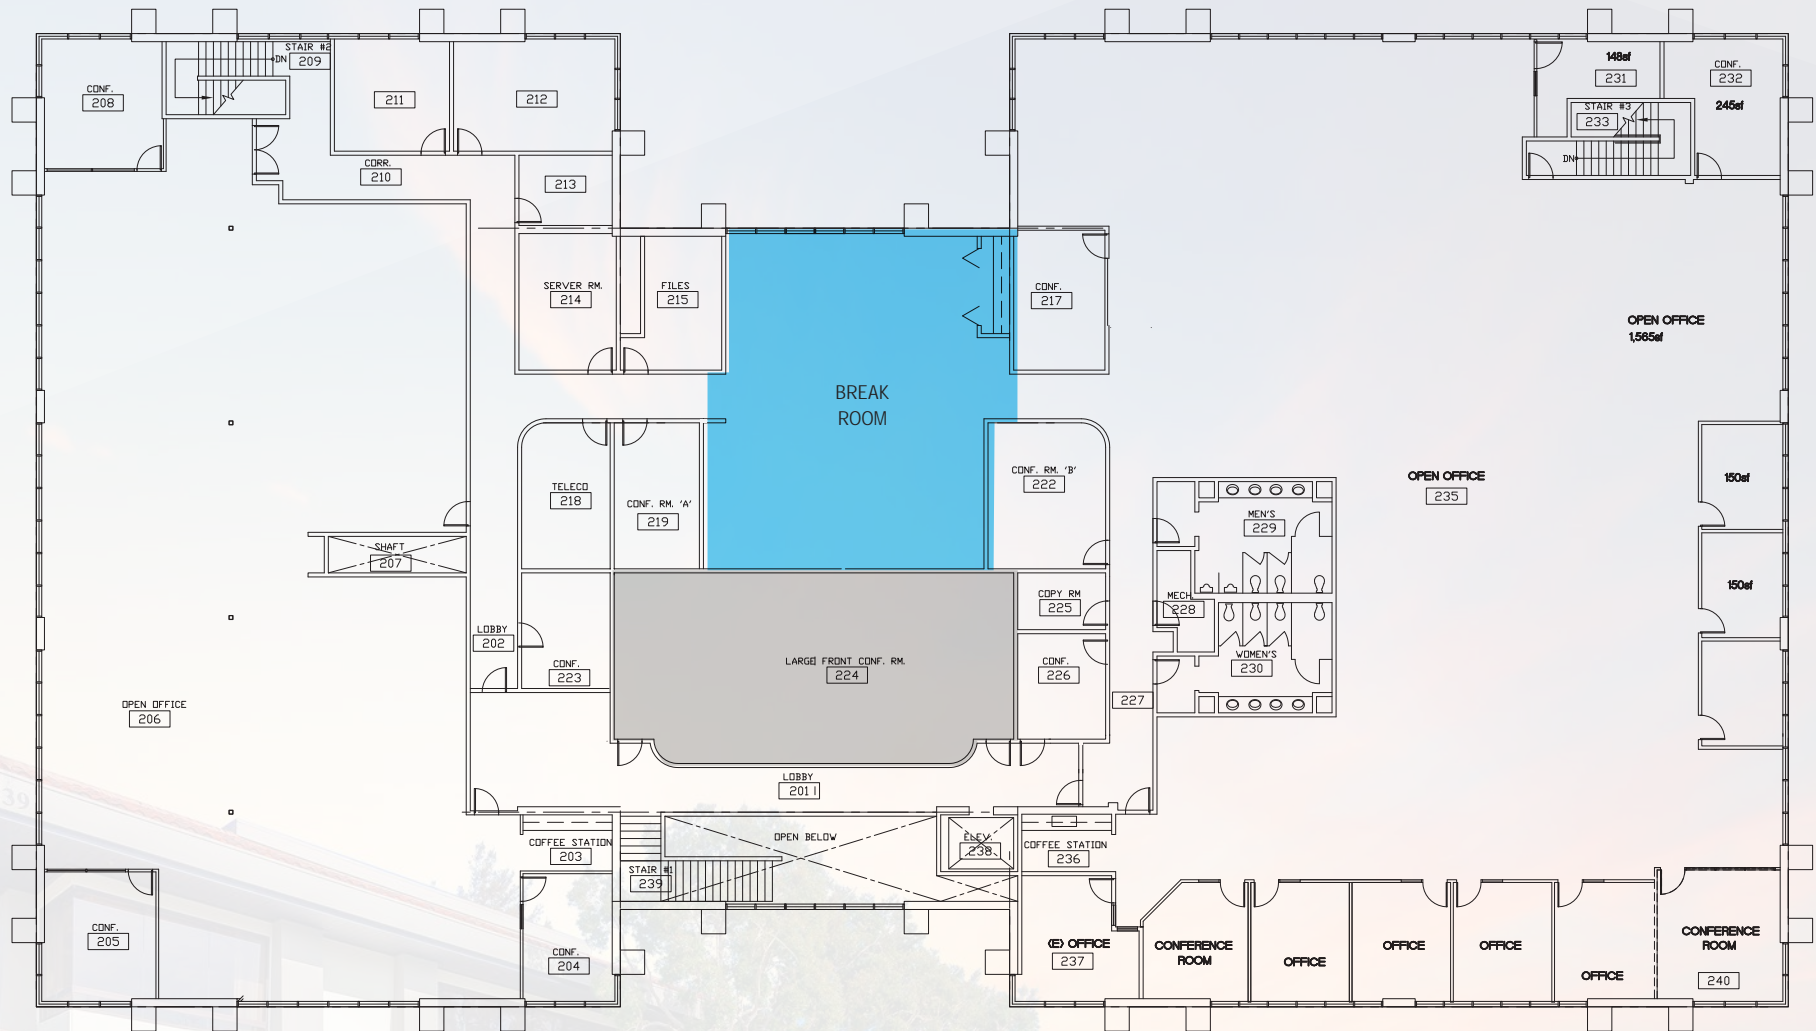 STAIR #2
209
DN
CONF.
208
211
212
CORR.
210
213
148sf
231
CONF.
232
245sf
STAIR #3
233
DN
SERVER RM.
214
FILES
215
CONF.
217
OPEN OFFICE
1,565sf
BREAK
ROOM
TELECO
218
CONF. RM. 'A'
219
CONF. RM. 'B'
222
OPEN OFFICE
235
150sf
MEN'S
229
SHAFT
207
150sf
MECH.
228
COPY RM
225
LOBBY
202
CONF.
223
LARGE FRONT CONF. RM.
224
CONF.
226
WOMEN'S
230
227
OPEN OFFICE
206
LOBBY
201
39
OPEN BELOW
COFFEE STATION
203
STAIR #1
239
ELEV.
238
COFFEE STATION
236
CONF.
205
CONF.
204
(E) OFFICE
237
CONFERENCE
ROOM
OFFICE
OFFICE
OFFICE
OFFICE
CONFERENCE
ROOM
240